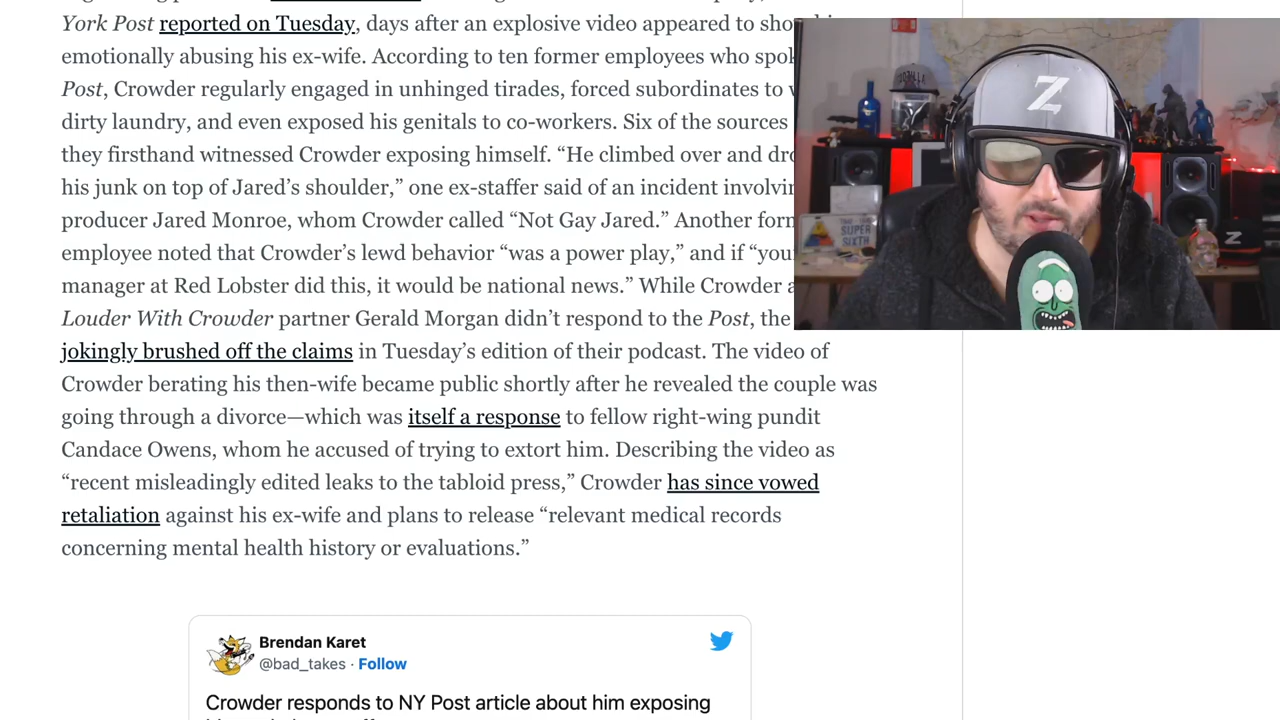 York Post reported on Tuesday, days after an explosive video appeared to
emotionally abusing his ex-wife. According to ten former employees who
Post, Crowder regularly engaged in unhinged tirades, forced subordinates to
dirty laundry, and even exposed his genitals to co-workers. Six of the sources
they firsthand witnessed Crowder exposing himself. “He climbed over and
his junk on top of Jared’s shoulder,” one ex-staffer said of an incident
producer Jared Monroe, whom Crowder called “Not Gay Jared.” Another
employee noted that Crowder’s lewd behavior “was a power play,” and if
manager at Red Lobster did this, it would be national news.” While Crowder
Louder With Crowder partner Gerald Morgan didn’t respond to the Post, the
jokingly brushed off the claims in Tuesday’s edition of their podcast. The video of
Crowder berating his then-wife became public shortly after he revealed the couple was
going through a divorce—which was itself a response to fellow right-wing pundit
Candace Owens, whom he accused of trying to extort him. Describing the video as
“recent misleadingly edited leaks to the tabloid press,” Crowder has since vowed
retaliation against his ex-wife and plans to release “relevant medical records
concerning mental health history or evaluations.”
Brendan Karet
@bad_takes · Follow
Crowder responds to NY Post article about him exposing
Z
SUPER
SIXTH
Z